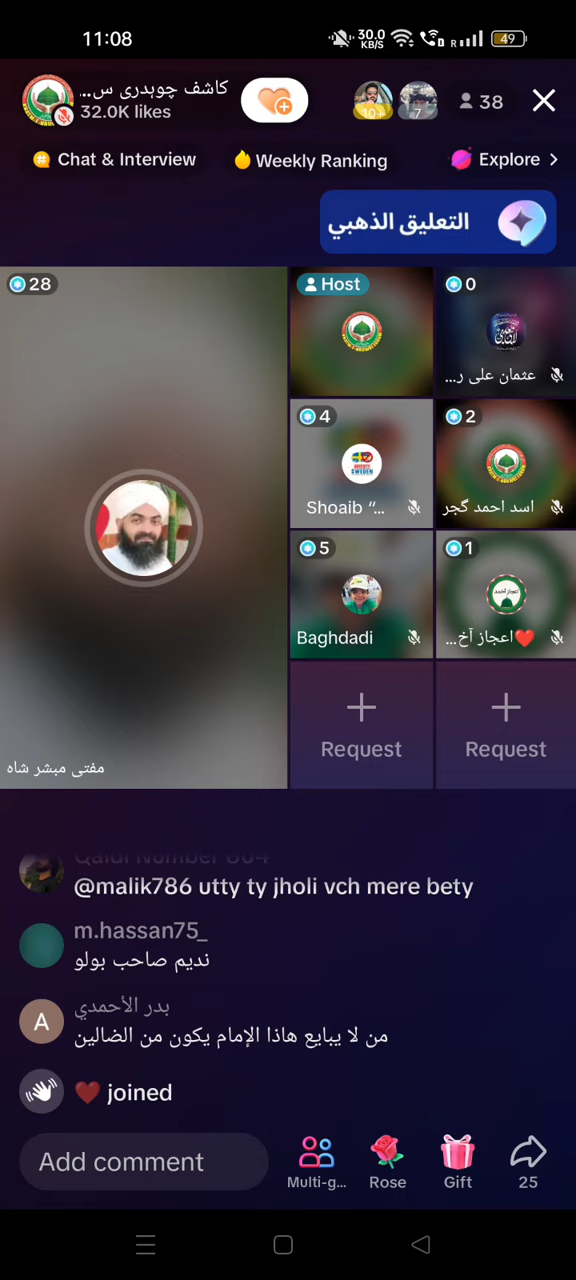 11:08
30.0
KB/S
R
49
کاشف چوہدری س...
32.0K likes
10+
7
38
Chat & Interview
Weekly Ranking
Explore
التعليق الذهبي
28
Host
0
عثمان علی ر...
4
Shoaib “...
2
اسد احمد گجر
5
Baghdadi
1
❤️اعجاز آخ...
Request
Request
مفتی مبشر شاہ
@malik786 utty ty jholi vch mere bety
m.hassan75_
ندیم صاحب بولو
بدر الأحمدي
A
من لا يبايع هاذا الإمام يكون من الضالين
❤️ joined
Add comment
Multi-g...
Rose
Gift
25